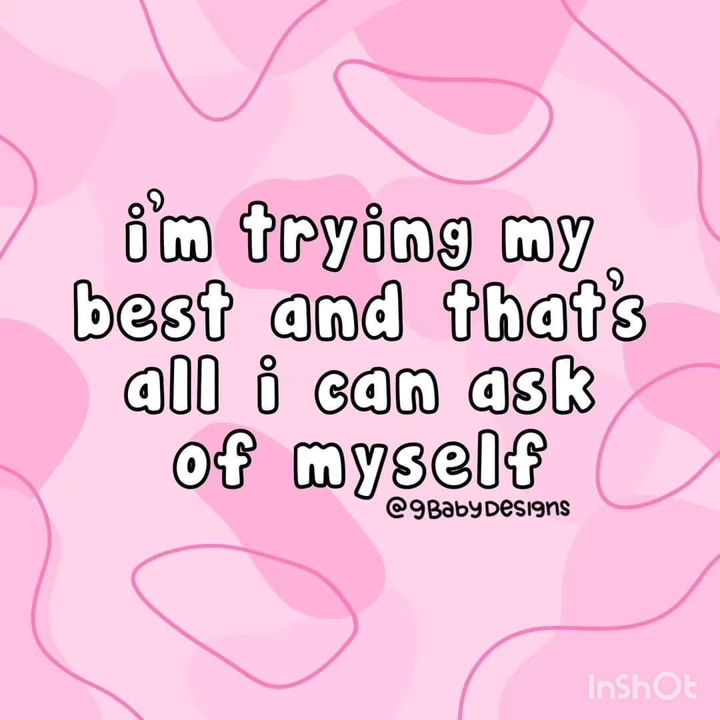 i'm trying my
best and that's
all i can ask
of myself
@9BabyDesigns
InShOt